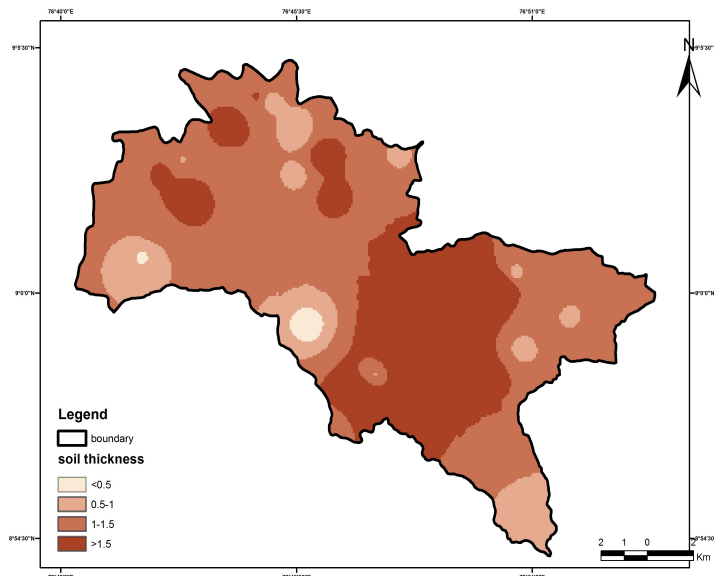 76°40'0"E 76°45'30"E 76°51'0"E
N
9°5'30"N 9°5'30"
9°0'0"N 9°0'0"N
Legend
boundary
soil thickness
<0.5
0.5-1
1-1.5
>1.5
8°54'30"N 8°54'30
2 1 0 2
Km